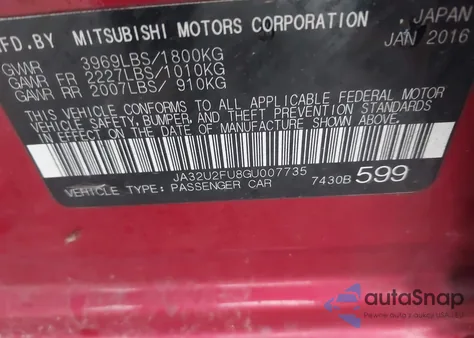 MFD.BY MITSUBISHI MOTORS CORPORATION JAPAN
JAN 2016
GVWR 3969LBS/1800KG
GAWR FR 2227LBS/1010KG
GAWR RR 2007LBS/ 910KG
THIS VEHICLE CONFORMS TO ALL APPLICABLE FEDERAL MOTOR
VEHICLE SAFETY, BUMPER, AND THEFT PREVENTION STANDARDS
IN EFFECT ON THE DATE OF MANUFACTURE SHOWN ABOVE.
JA32U2FU8GU007735
VEHICLE TYPE: PASSENGER CAR 7430B 599
autoSnap